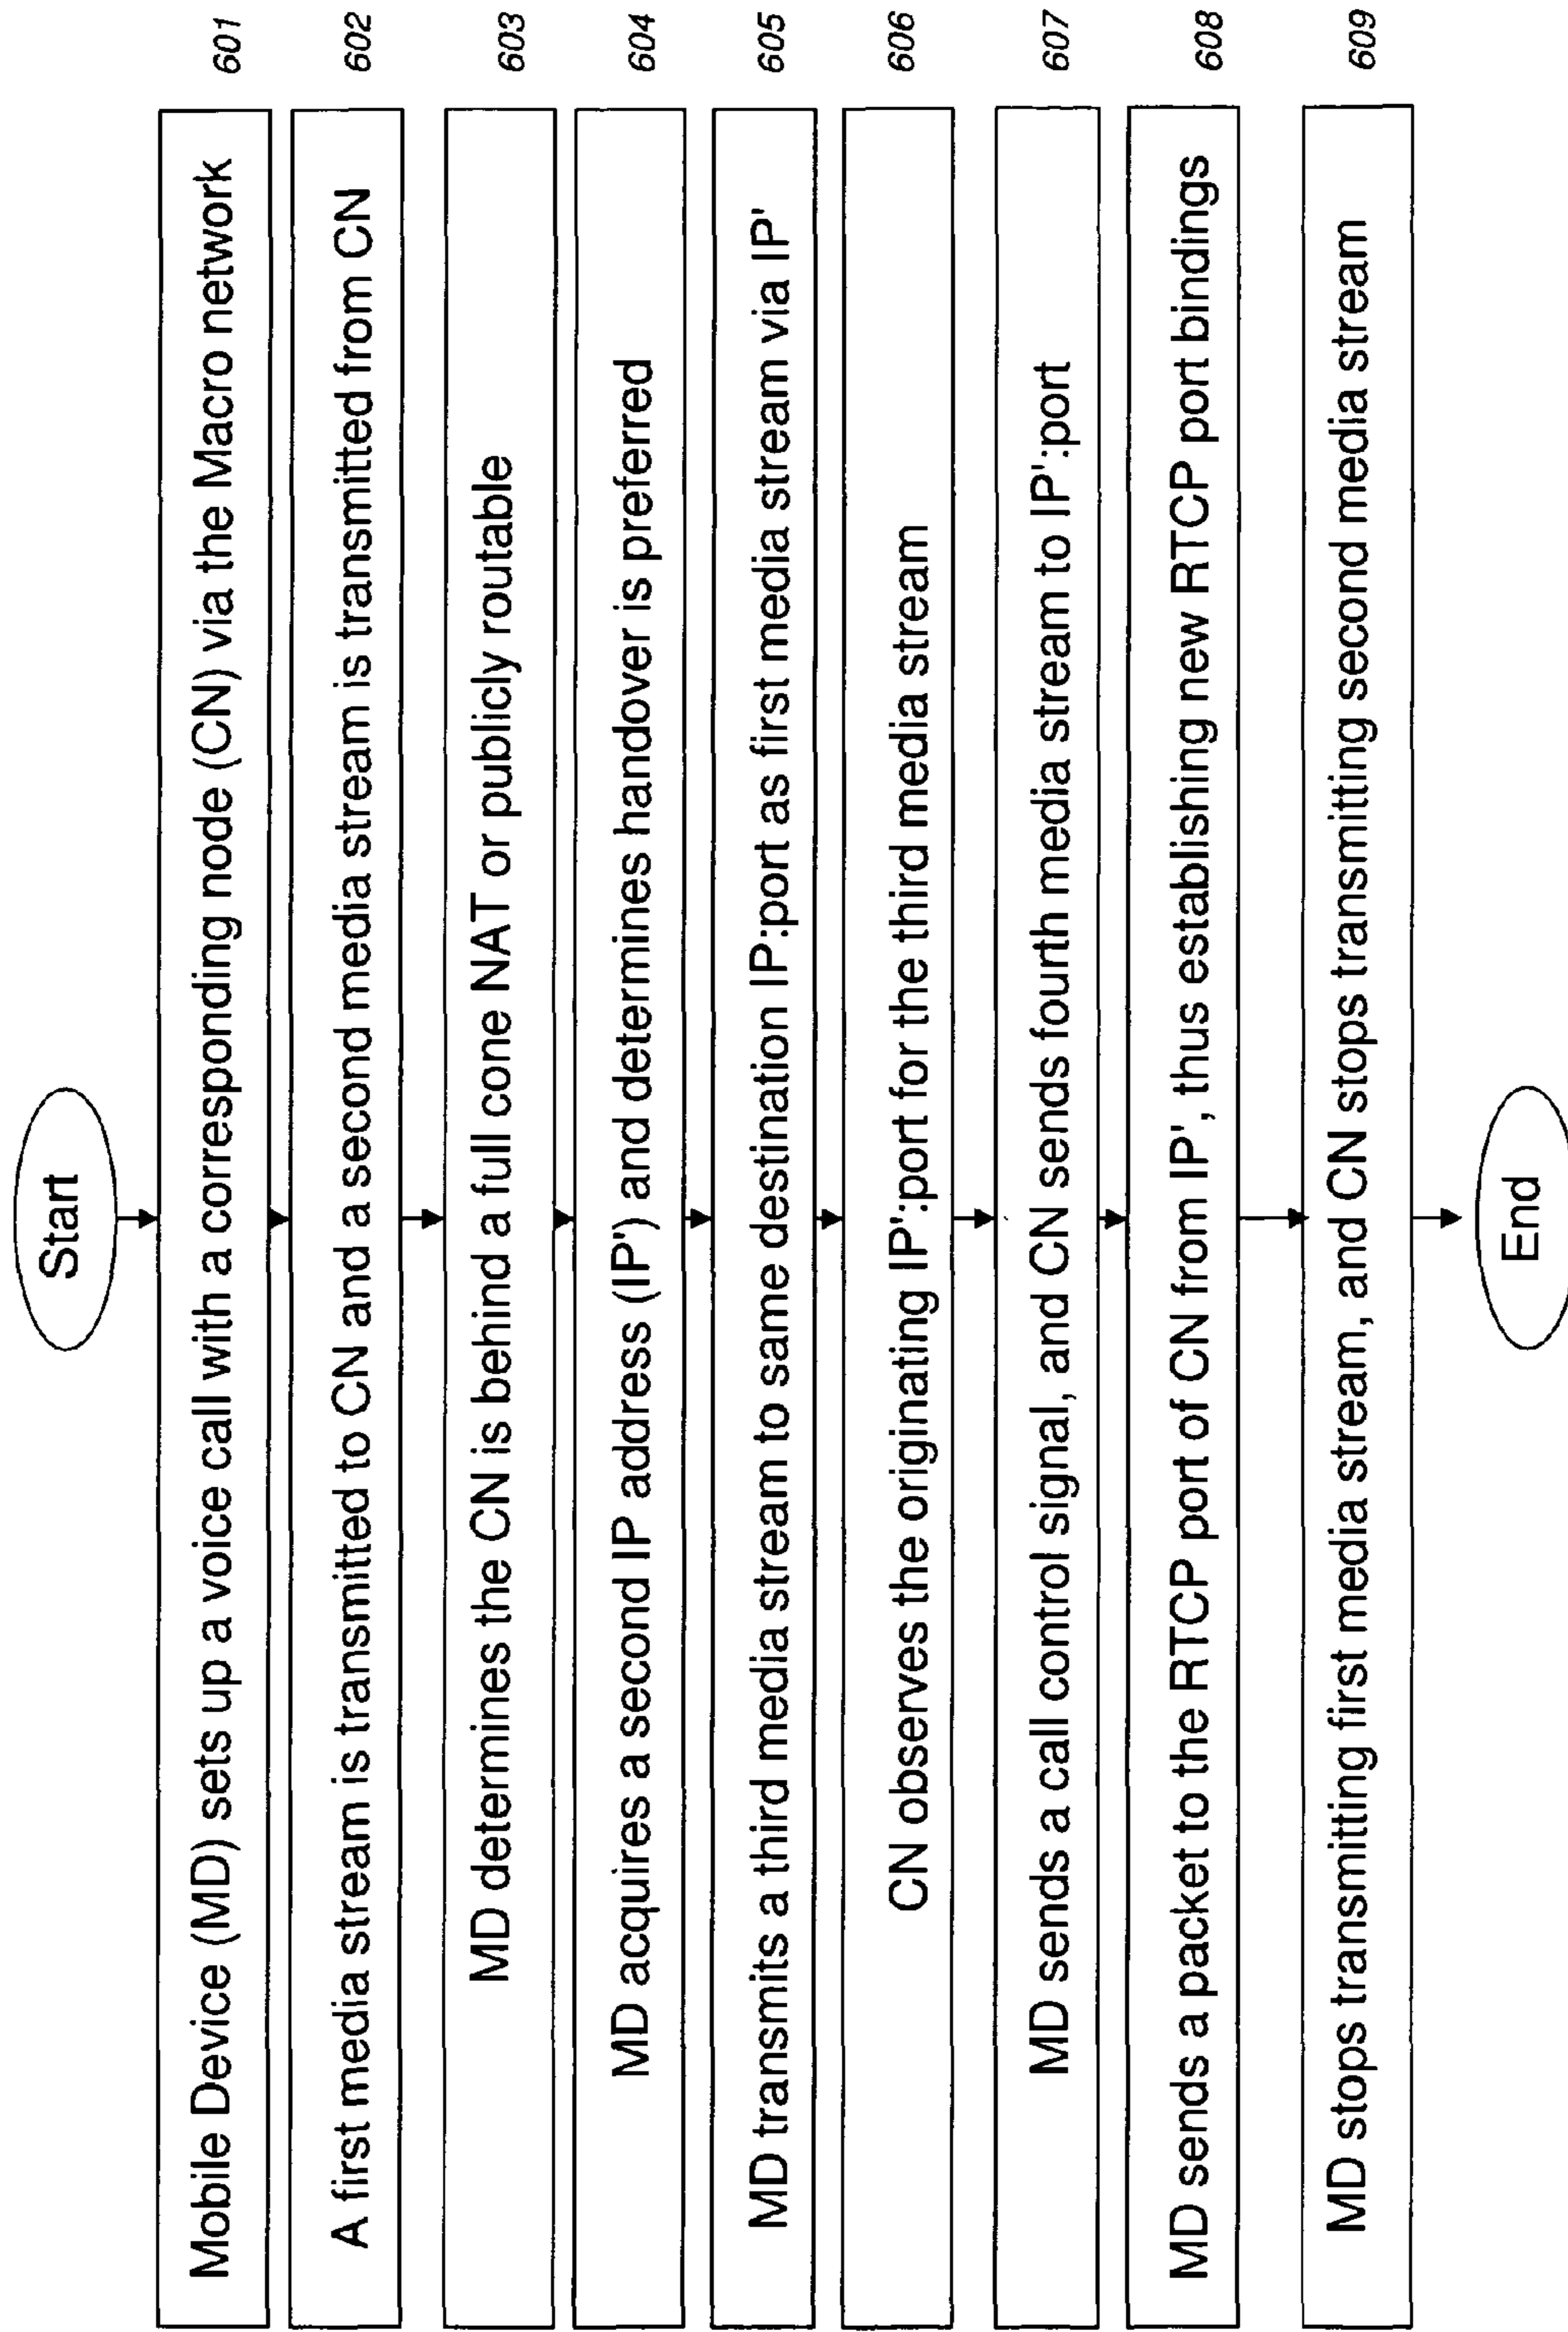 Start
Mobile Device (MD) sets up a voice call with a corresponding node (CN) via the Macro network
601
A first media stream is transmitted to CN and a second media stream is transmitted from CN
602
MD determines the CN is behind a full cone NAT or publicly routable
603
MD acquires a second IP address (IP') and determines handover is preferred
604
MD transmits a third media stream to same destination IP:port as first media stream via IP'
605
CN observes the originating IP':port for the third media stream
606
MD sends a call control signal, and CN sends fourth media stream to IP':port
607
MD sends a packet to the RTCP port of CN from IP', thus establishing new RTCP port bindings
608
MD stops transmitting first media stream, and CN stops transmitting second media stream
609
End